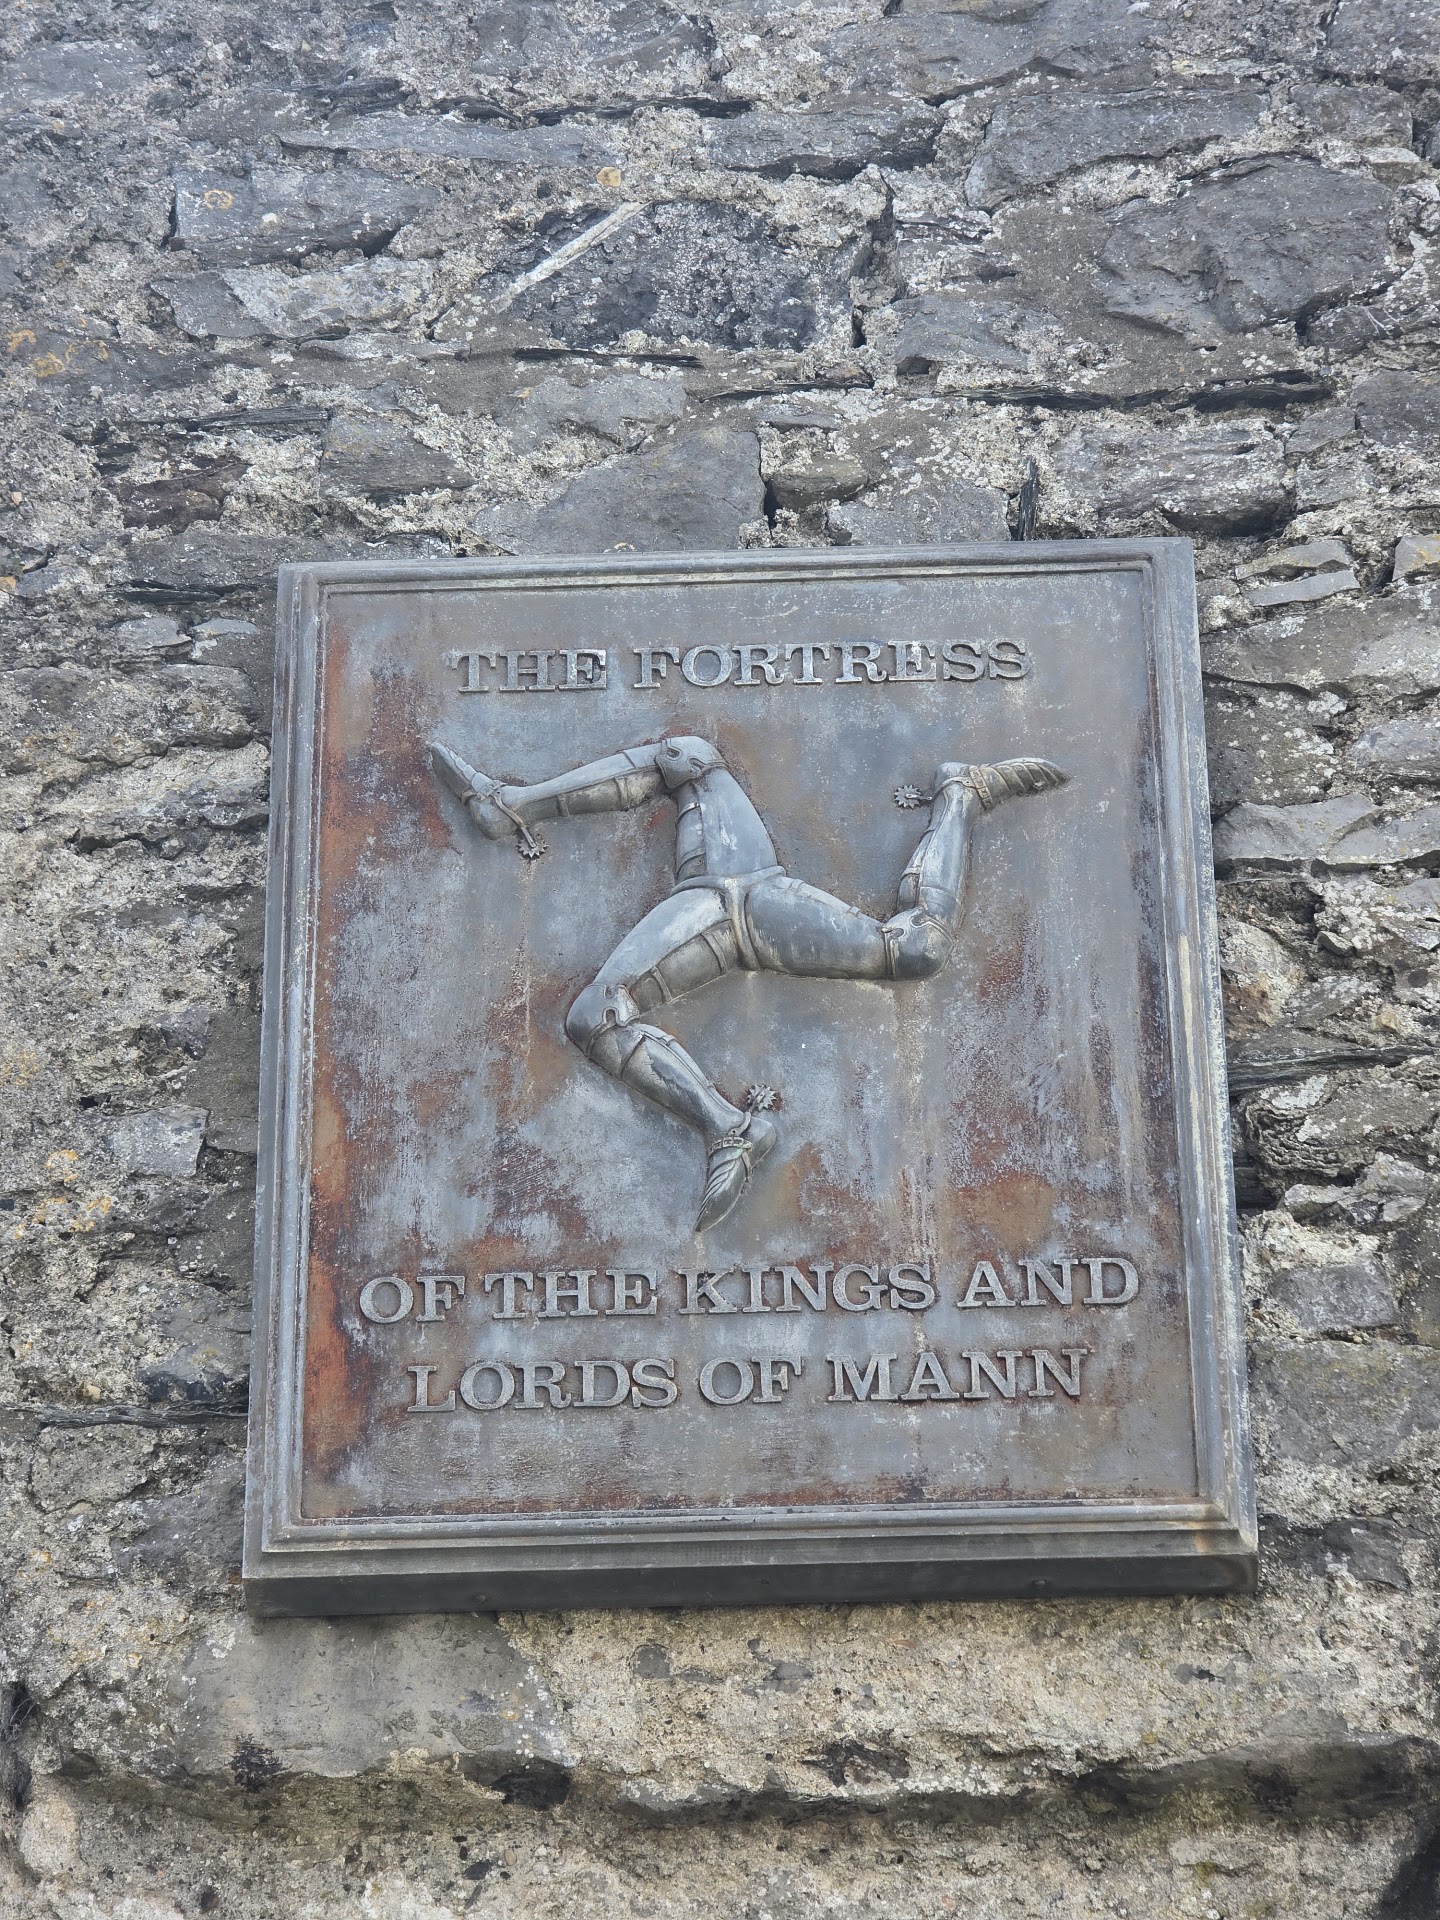 THE FORTRESS
OF THE KINGS AND
LORDS OF MANN